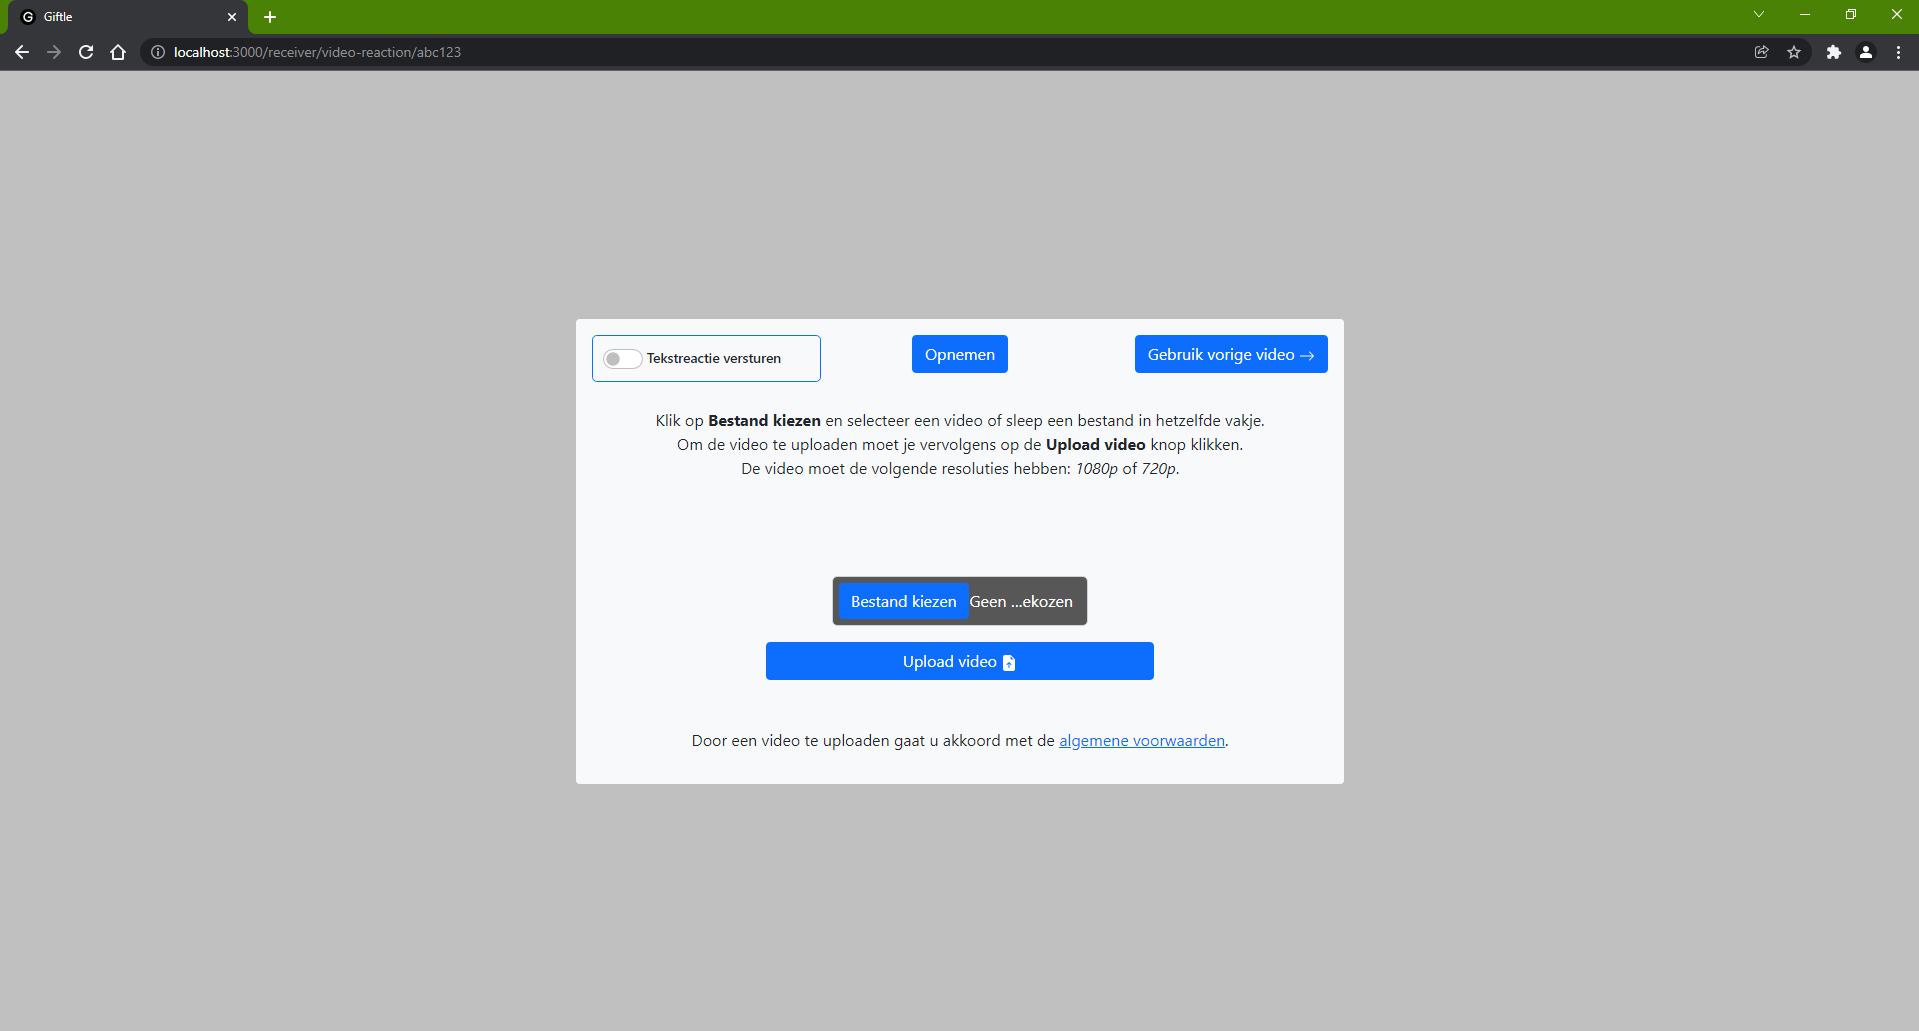 Giftle
localhost:3000/receiver/video-reaction/abc123
Tekstreactie versturen
Opnemen
Gebruik vorige video →
Klik op Bestand kiezen en selecteer een video of sleep een bestand in hetzelfde vakje.
Om de video te uploaden moet je vervolgens op de Upload video knop klikken.
De video moet de volgende resoluties hebben: 1080p of 720p.
Bestand kiezen Geen ...ekozen
Upload video
Door een video te uploaden gaat u akkoord met de algemene voorwaarden.